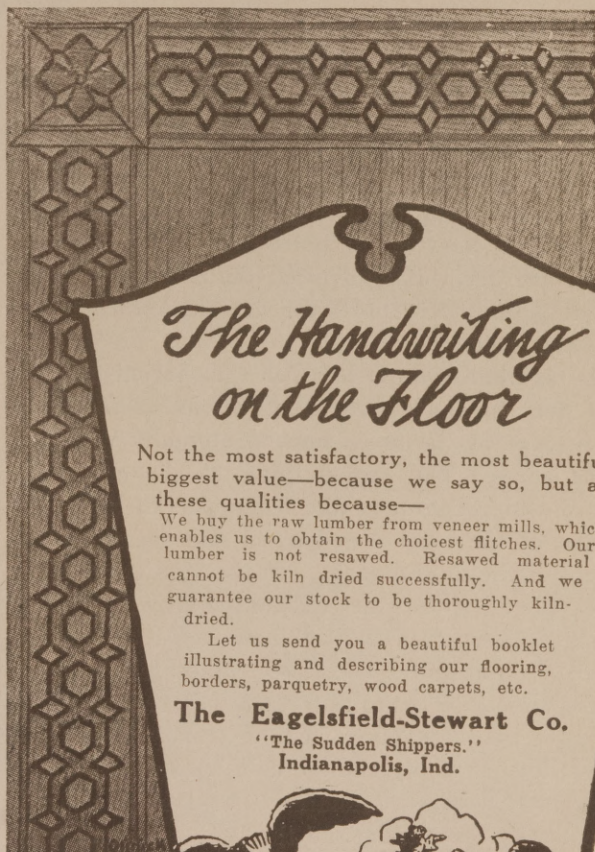 The Handwriting
on the Floor
Not the most satisfactory, the most beautifu
biggest value—because we say so, but a
these qualities because—
We buy the raw lumber from veneer mills, whic
enables us to obtain the choicest flitches. Our
lumber is not resawed. Resawed material
cannot be kiln dried successfully. And we
guarantee our stock to be thoroughly kiln-
dried.
Let us send you a beautiful booklet
illustrating and describing our flooring,
borders, parquetry, wood carpets, etc.
The Eagelsfield-Stewart Co.
"The Sudden Shippers."
Indianapolis, Ind.